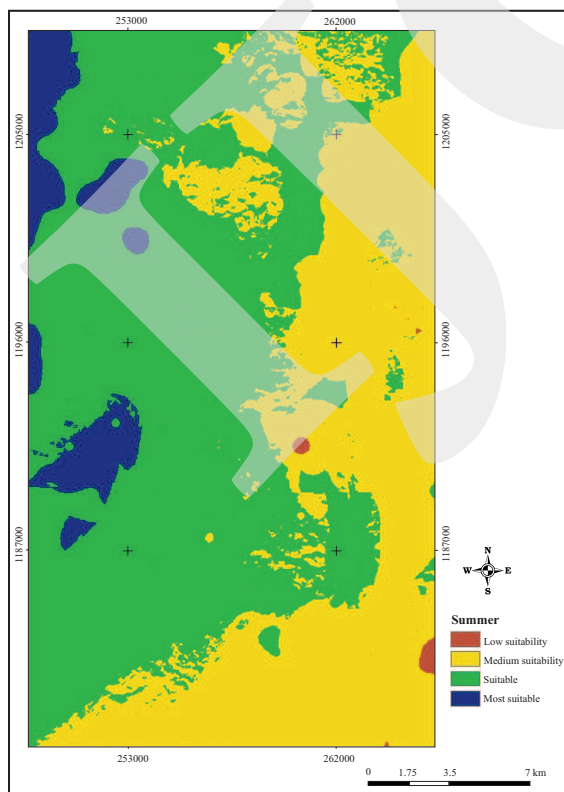 253000 262000
1205000 1205000
1196000 1196000
1187000 1187000
N
W E
S
Summer
Low suitability
Medium suitability
Suitable
Most suitable
253000 262000
0 1.75 3.5 7 km